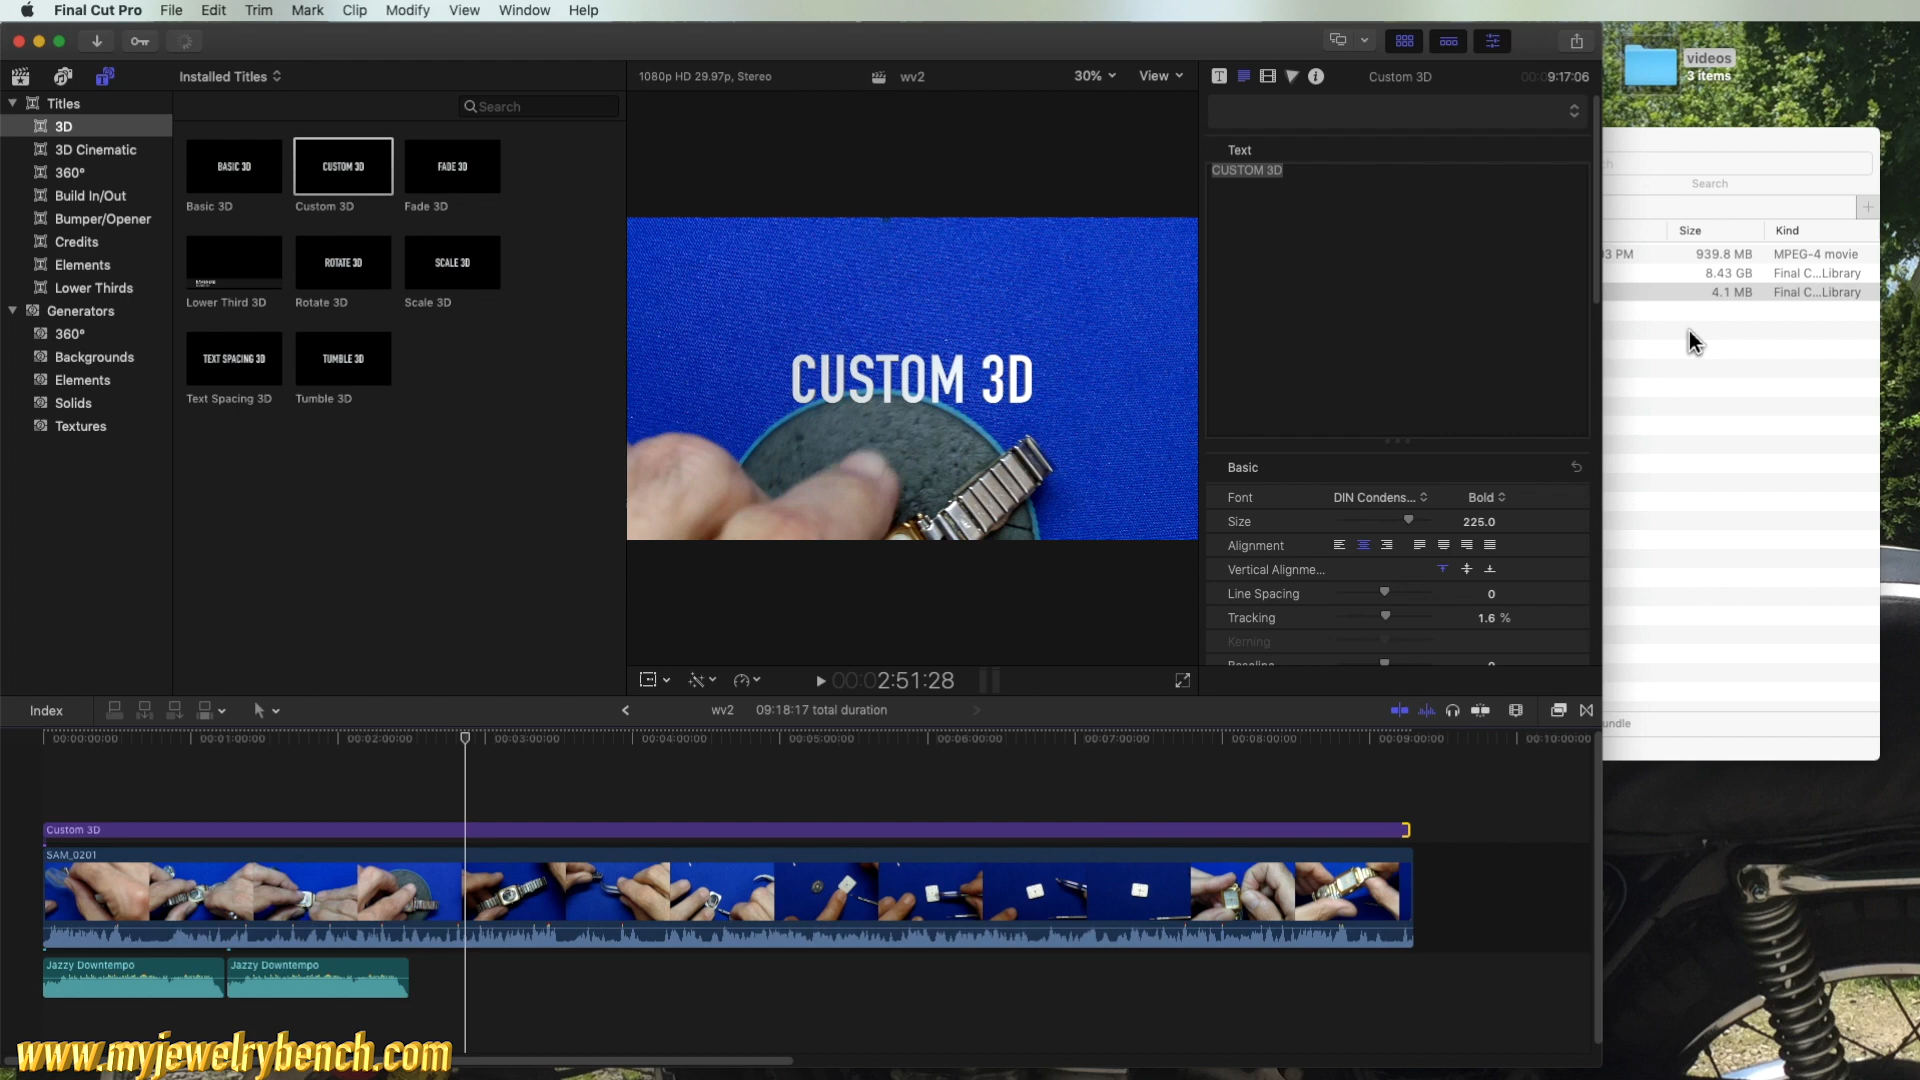 Final Cut Pro File Edit Trim Mark Clip Modify View Window Help
videos
3 items
Installed Titles
1080p HD 29.97p, Stereo
wv2
30%
View
Custom 3D
9:17:06
Titles
3D
3D Cinematic
360°
Build In/Out
Bumper/Opener
Credits
Elements
Lower Thirds
Generators
360°
Backgrounds
Elements
Solids
Textures
Search
BASIC 3D
CUSTOM 3D
FADE 3D
Basic 3D
Custom 3D
Fade 3D
ROTATE 3D
SCALE 3D
Lower Third 3D
Rotate 3D
Scale 3D
TEXT SPACING 3D
TUMBLE 3D
Text Spacing 3D
Tumble 3D
CUSTOM 3D
Text
CUSTOM 3D
Basic
Font
DIN Condens...
Bold
Size
225.0
Alignment
Vertical Alignme...
Line Spacing
0
Tracking
1.6 %
Kerning
Search
Size
Kind
3 PM
939.8 MB
MPEG-4 movie
8.43 GB
Final C...Library
4.1 MB
Final C...Library
undle
00:02:51:28
Index
wv2
09:18:17 total duration
00:00:00:00
00:01:00:00
00:02:00:00
00:03:00:00
00:04:00:00
00:05:00:00
00:06:00:00
00:07:00:00
00:08:00:00
00:09:00:00
00:10:00:00
Custom 3D
SAM_0201
Jazzy Downtempo
Jazzy Downtempo
www.myjewelrybench.com